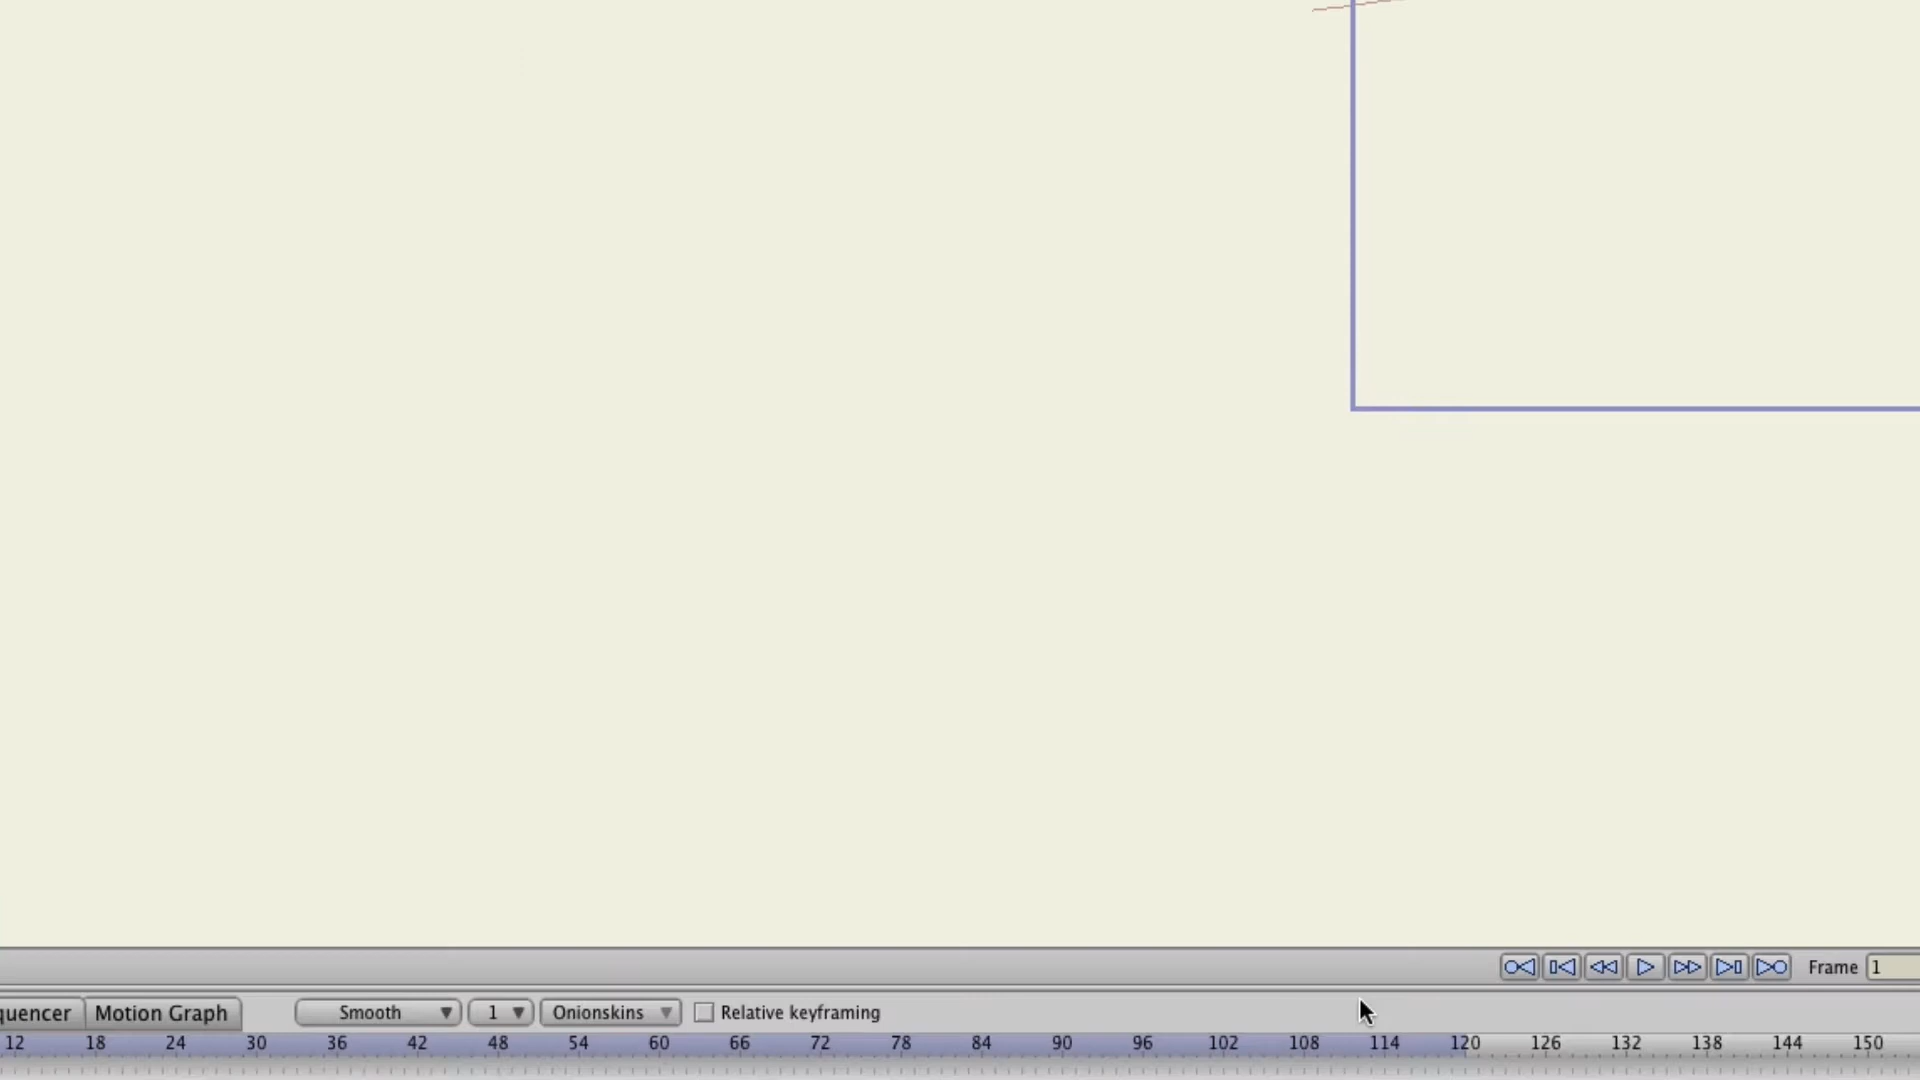 Frame 1
quencer Motion Graph Smooth 1 Onionskins Relative keyframing
12 18 24 30 36 42 48 54 60 66 72 78 84 90 96 102 108 114 120 126 132 138 144 150